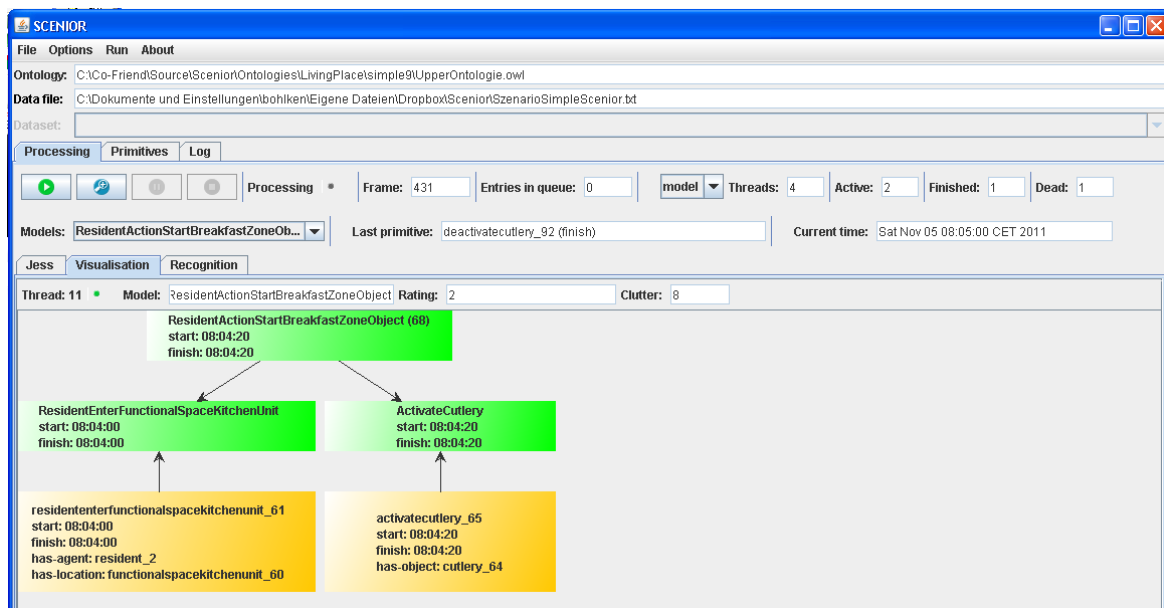 SCENIOR
File Options Run About
Ontology: C:\Co-Friend\Source\Scenior\Ontologies\LivingPlace\simple9\UpperOntologie.owl
Data file: C:\Dokumente und Einstellungen\bohlken\Eigene Dateien\Dropbox\Scenior\SzenarioSimpleScenior.txt
Dataset:
Processing Primitives Log
Processing Frame: 431 Entries in queue: 0 model Threads: 4 Active: 2 Finished: 1 Dead: 1
Models: ResidentActionStartBreakfastZoneOb... Last primitive: deactivatecutlery_92 (finish) Current time: Sat Nov 05 08:05:00 CET 2011
Jess Visualisation Recognition
Thread: 11 Model: ResidentActionStartBreakfastZoneObject Rating: 2 Clutter: 8
ResidentActionStartBreakfastZoneObject (68)
start: 08:04:20
finish: 08:04:20
ResidentEnterFunctionalSpaceKitchenUnit
start: 08:04:00
finish: 08:04:00
ActivateCutlery
start: 08:04:20
finish: 08:04:20
residententerfunctionalspacekitchenunit_61
start: 08:04:00
finish: 08:04:00
has-agent: resident_2
has-location: functionalspacekitchenunit_60
activatecutlery_65
start: 08:04:20
finish: 08:04:20
has-object: cutlery_64